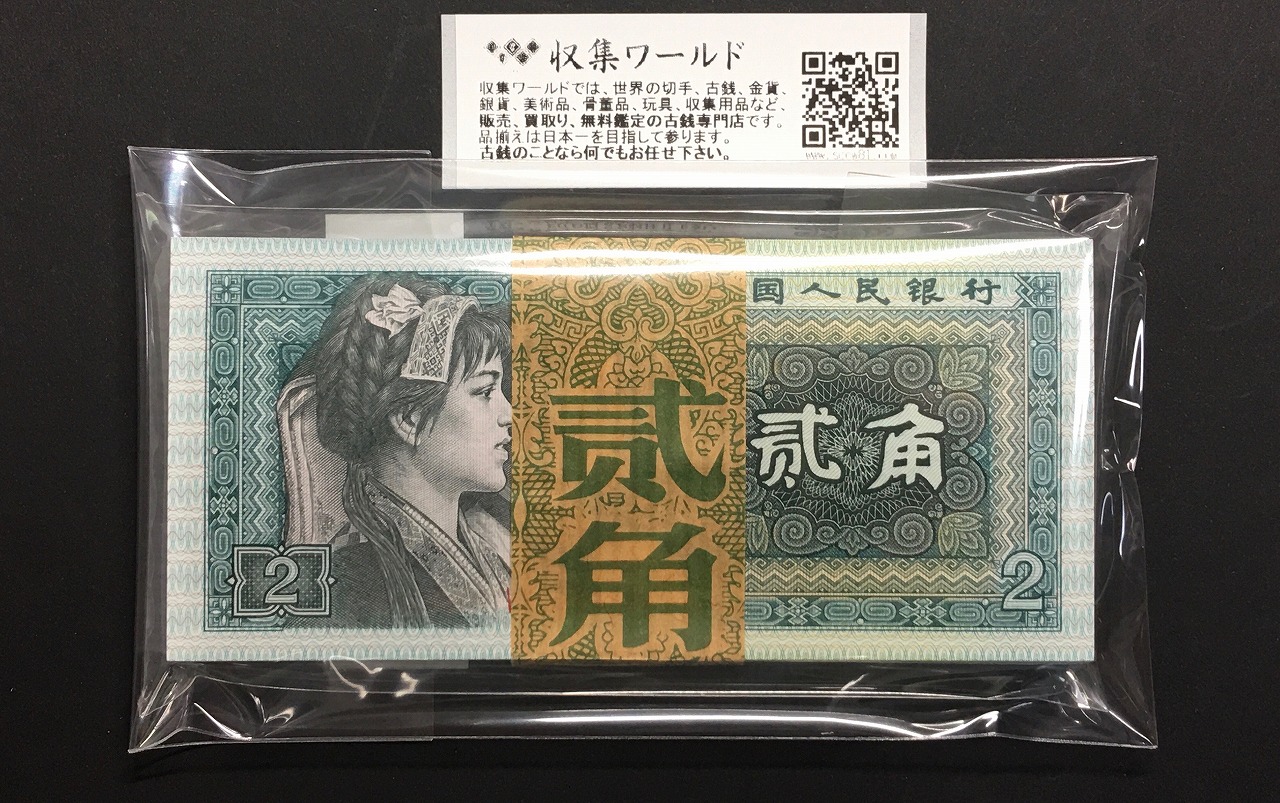 収集ワールド
収集ワールドでは、世界の切手、古銭、金貨、
銀貨、美術品、骨董品、玩具、収集用品など、
販売、買取り、無料鑑定の古銭専門店です。
品揃えは日本一を目指して参ります。
古銭のことなら何でもお任せ下さい。
国人民银行
贰角
贰角
2
2